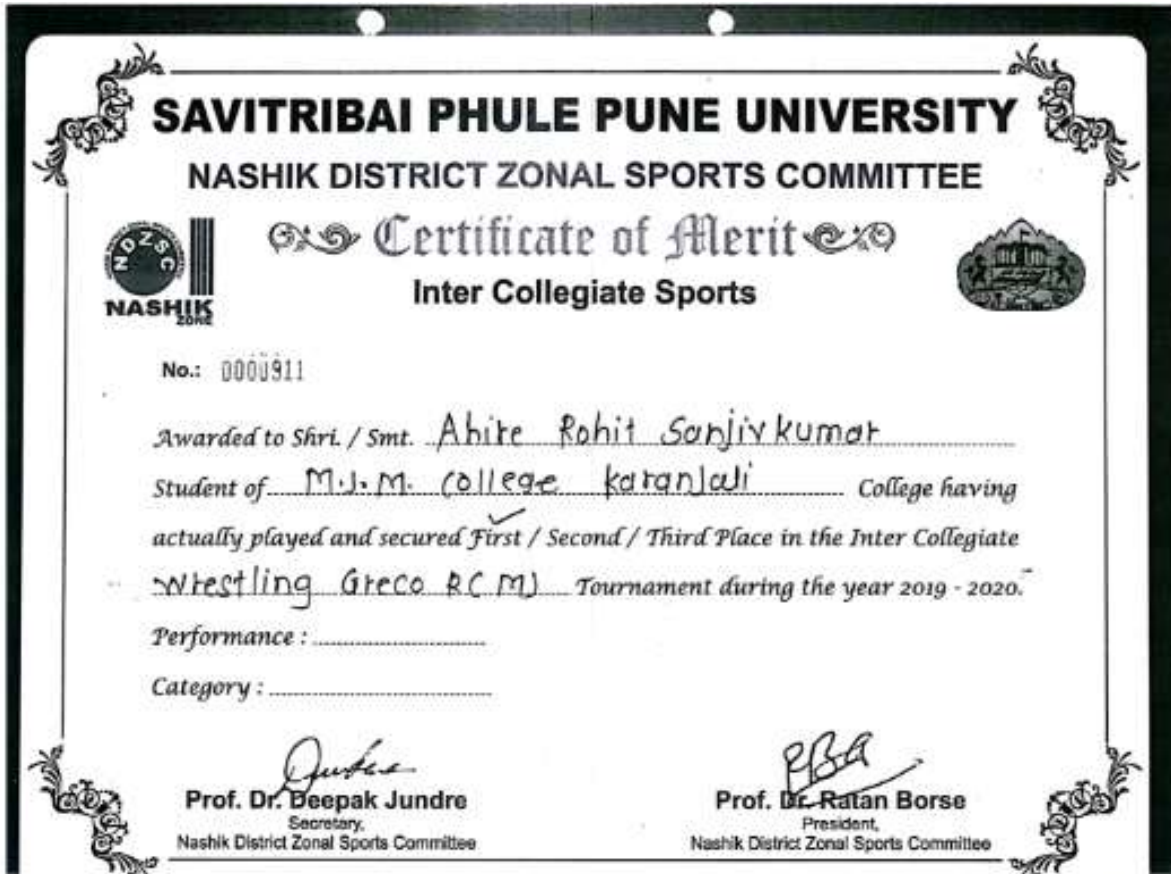 SAVITRIBAI PHULE PUNE UNIVERSITY
NASHIK DISTRICT ZONAL SPORTS COMMITTEE
Certificate of Merit
NDZSC
NASHIK
ZONE
Inter Collegiate Sports
No.: 0000911
Awarded to Shri. / Smt. Ahire Rohit Sanjivkumar
Student of M.J.M. college karanjali College having
actually played and secured First / Second / Third Place in the Inter Collegiate
Wrestling Greco R(M) Tournament during the year 2019 - 2020.
Performance :
Category :
Prof. Dr. Deepak Jundre Prof. Dr. Ratan Borse
Secretary, President,
Nashik District Zonal Sports Committee Nashik District Zonal Sports Committee